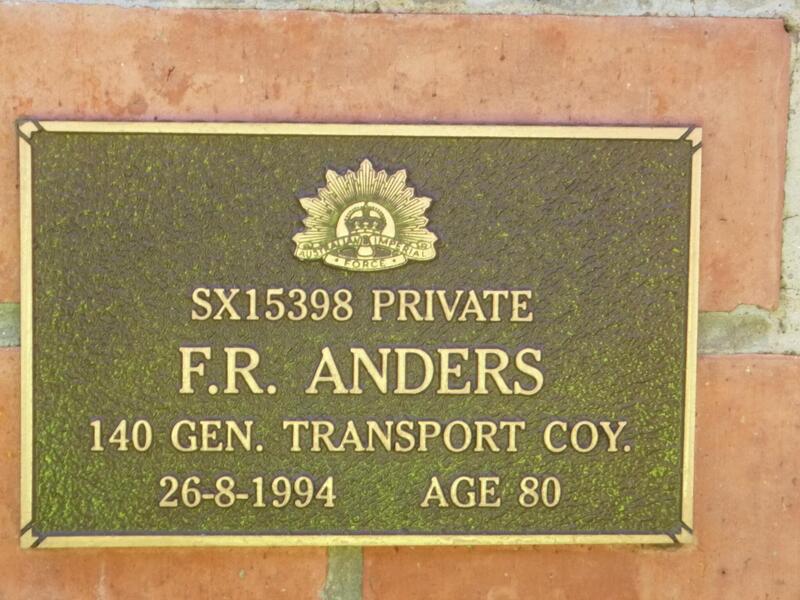 AUSTRALIAN IMPERIAL
FORCE
SX15398 PRIVATE
F.R. ANDERS
140 GEN. TRANSPORT COY.
26-8-1994 AGE 80